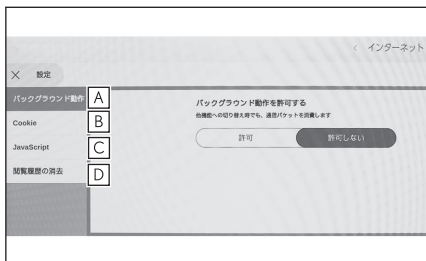 < インターネット
× 設定
バックグラウンド動作 A
Cookie B
JavaScript C
閲覧履歴の消去 D
バックグラウンド動作を許可する
他機能への切り替え時でも、通信パケットを消費します
許可 許可しない